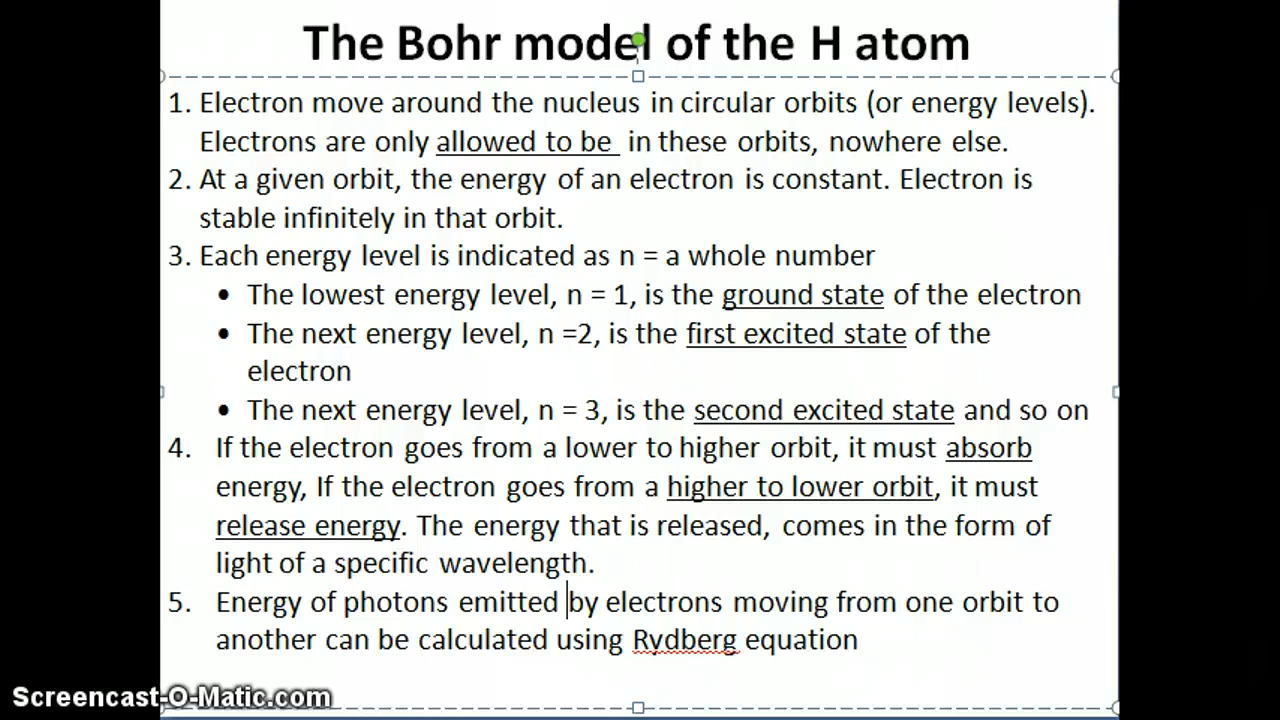 The Bohr model of the H atom
1. Electron move around the nucleus in circular orbits (or energy levels).
Electrons are only allowed to be  in these orbits, nowhere else.
2. At a given orbit, the energy of an electron is constant. Electron is
stable infinitely in that orbit.
3. Each energy level is indicated as n = a whole number
• The lowest energy level, n = 1, is the ground state of the electron
• The next energy level, n =2, is the first excited state of the
electron
• The next energy level, n = 3, is the second excited state and so on
4. If the electron goes from a lower to higher orbit, it must absorb
energy, If the electron goes from a higher to lower orbit, it must
release energy. The energy that is released, comes in the form of
light of a specific wavelength.
5. Energy of photons emitted by electrons moving from one orbit to
another can be calculated using Rydberg equation
Screencast-O-Matic.com